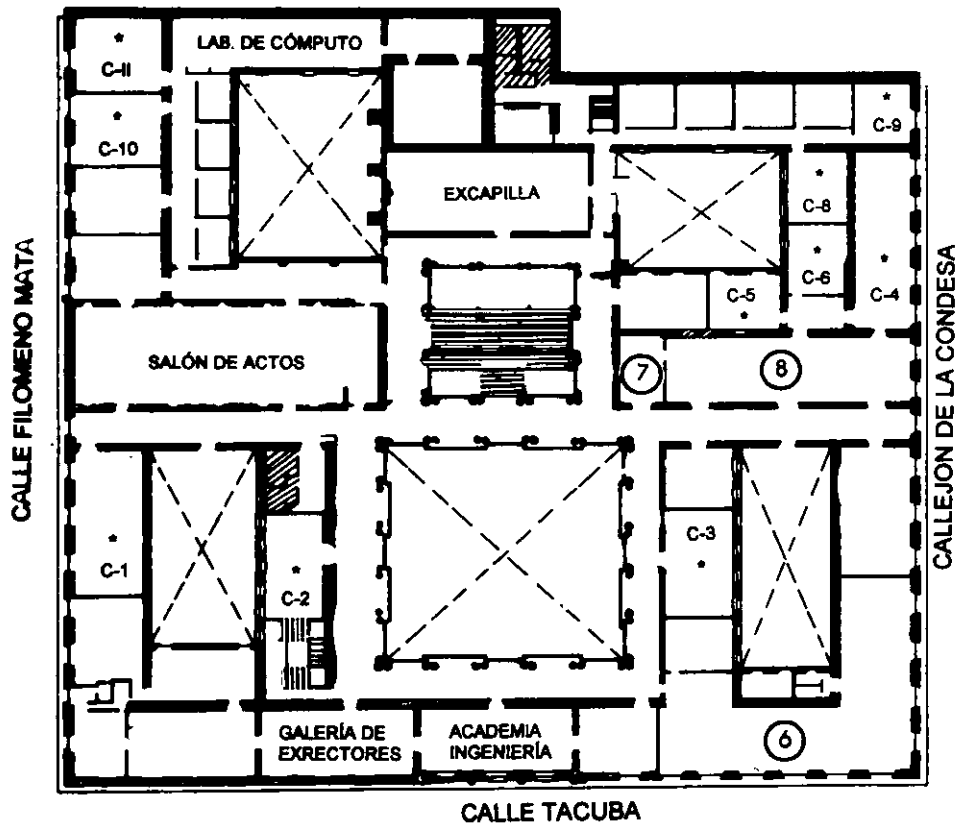 LAB. DE CÓMPUTO
*
C-11
*
C-10
*
C-9
EXCAPILLA
*
C-8
*
C-6
*
C-4
C-5
*
CALLE FILOMENO MATA
SALÓN DE ACTOS
7
8
CALLEJON DE LA CONDESA
*
C-1
*
C-2
C-3
*
GALERÍA DE
EXRECTORES
ACADEMIA
INGENIERÍA
6
CALLE TACUBA